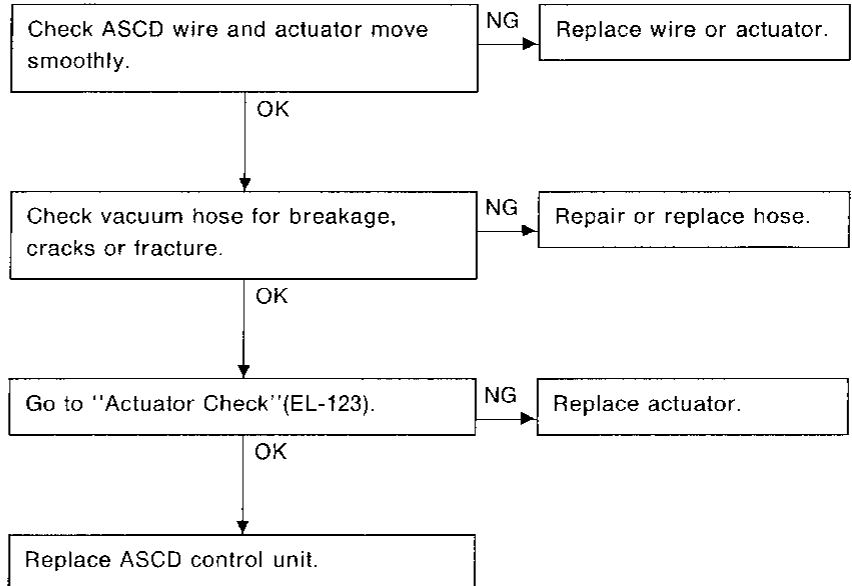 Check ASCD wire and actuator move
smoothly.
NG
Replace wire or actuator.
OK
Check vacuum hose for breakage,
cracks or fracture.
NG
Repair or replace hose.
OK
Go to "Actuator Check"(EL-123).
NG
Replace actuator.
OK
Replace ASCD control unit.